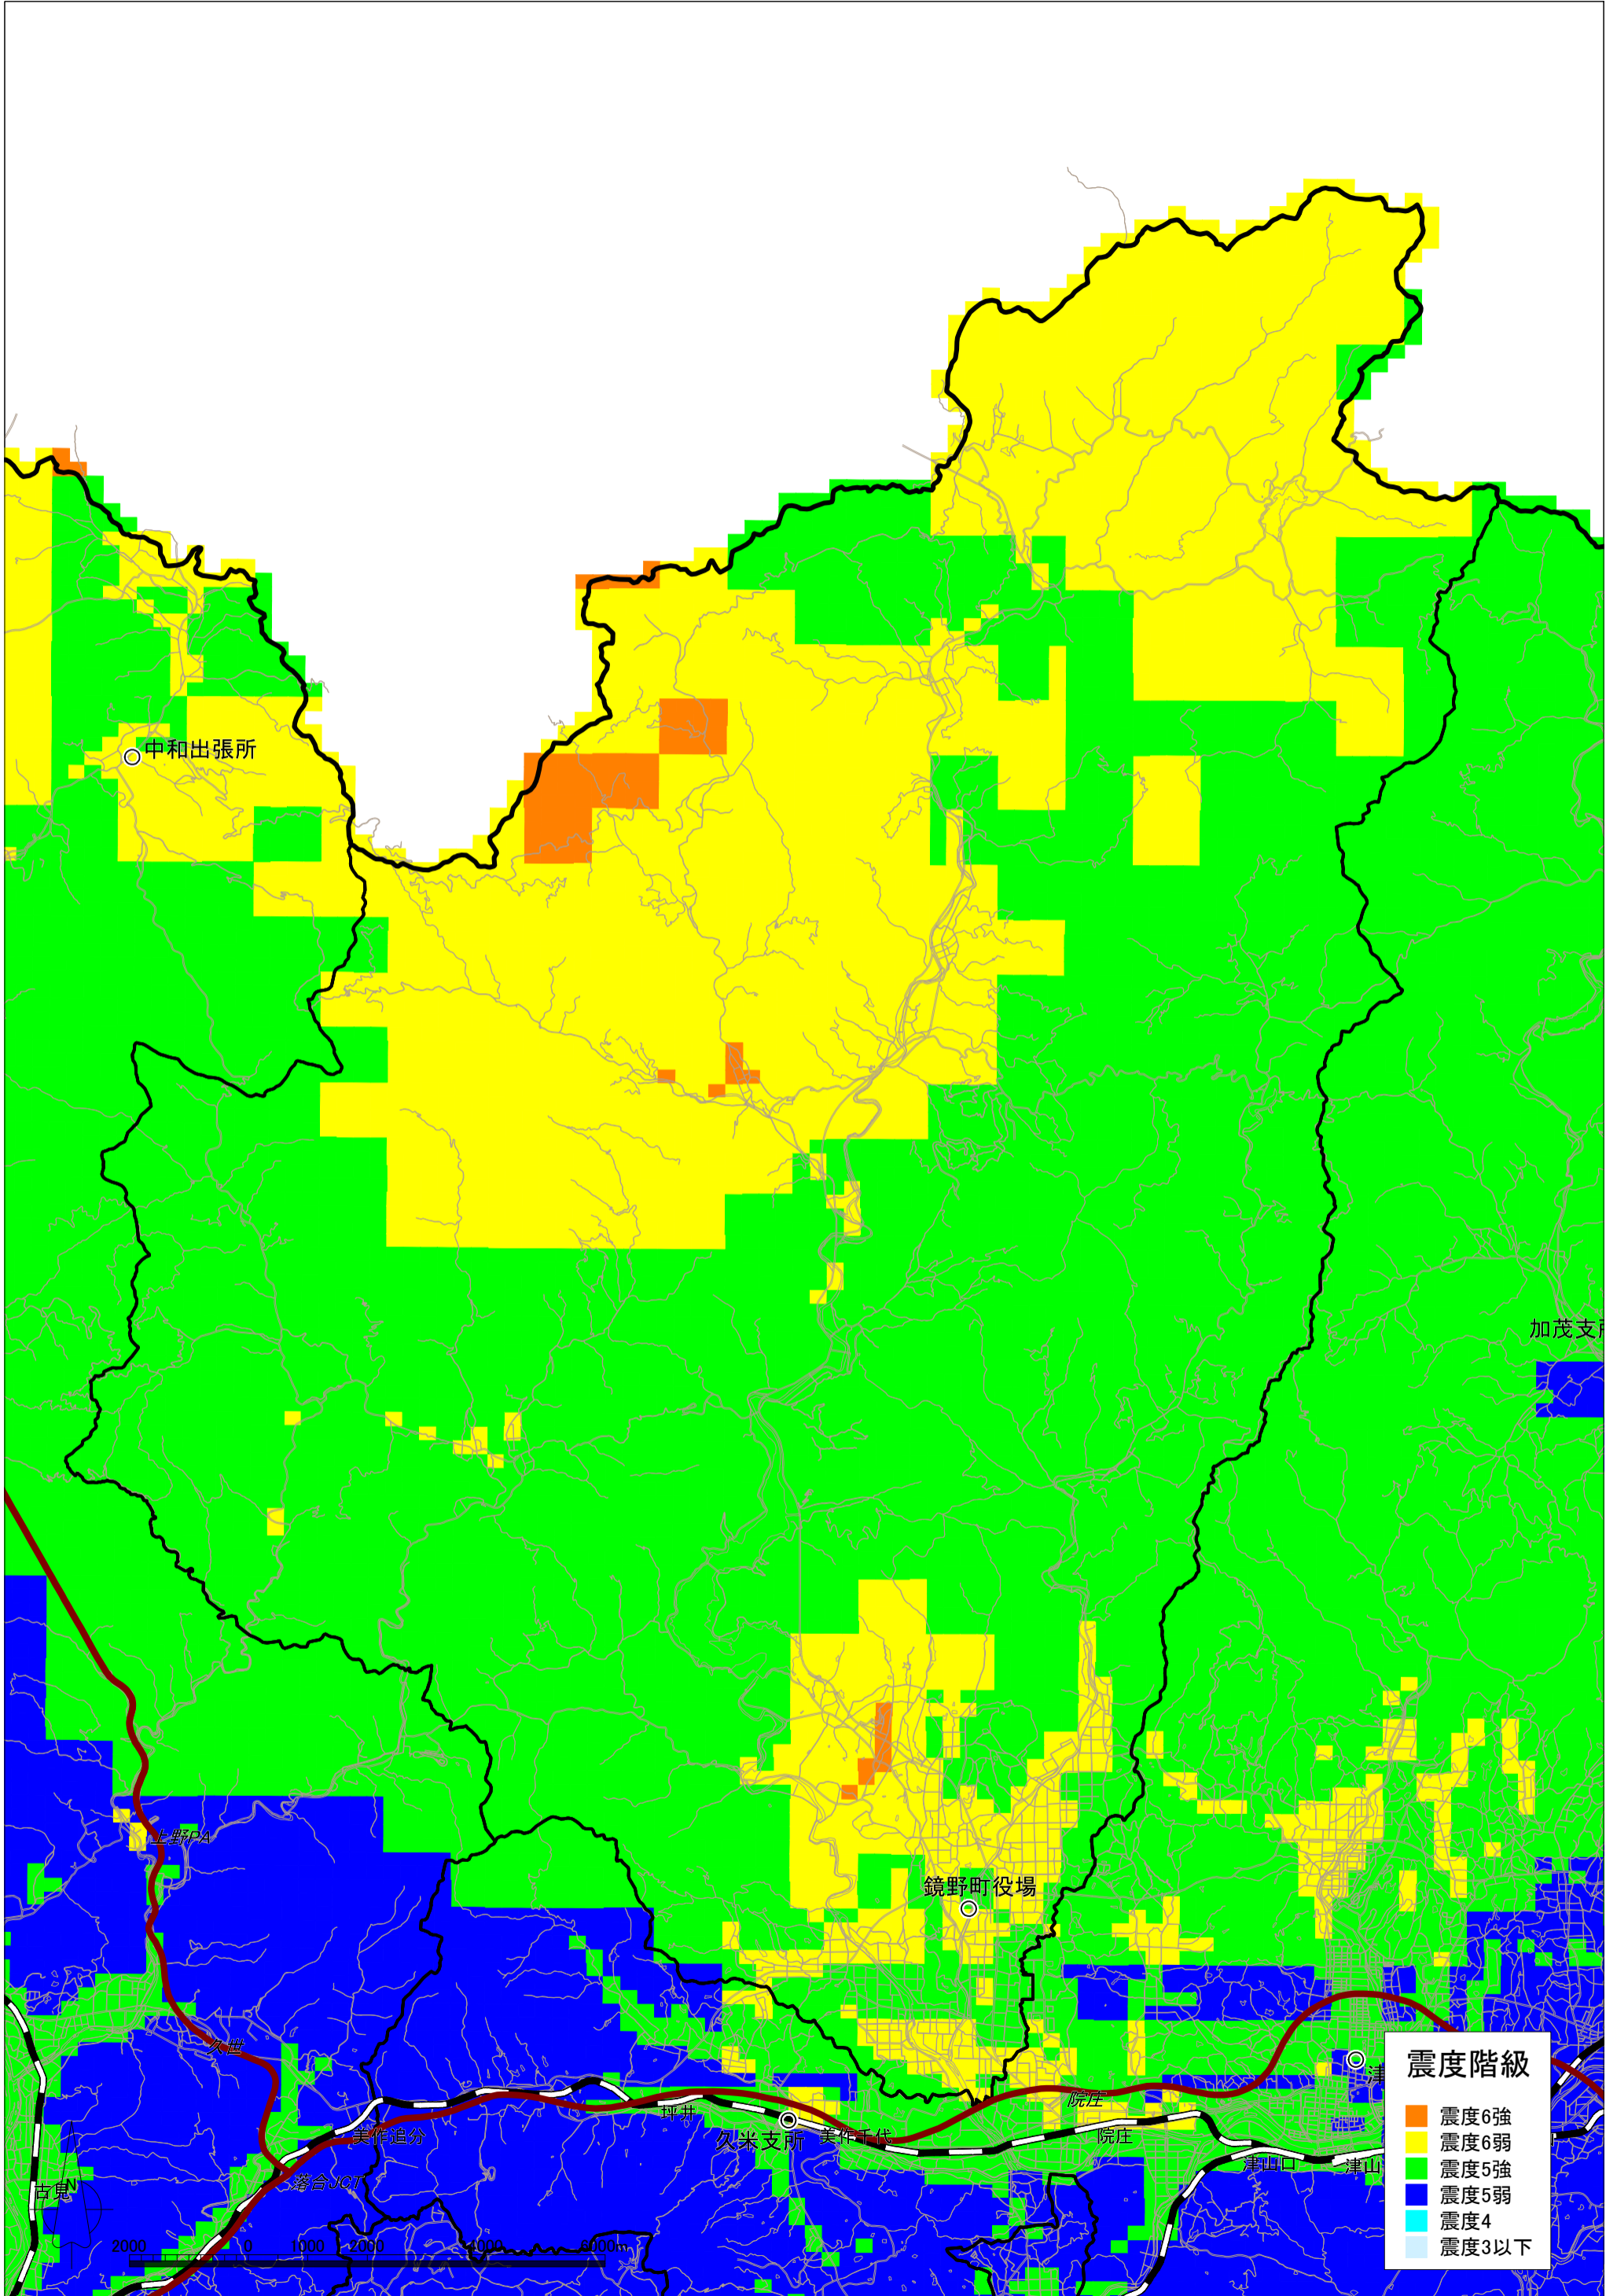 中和出張所
加茂支所
上野PA
鏡野町役場
久世
震度階級
津
震度6強
震度6弱
震度5強
震度5弱
震度4
震度3以下
院庄
坪井
久米支所
美作千代
美作追分
院庄
津山口
津山
落合JCT
古見
N
2000 0 1000 2000 4000 6000m